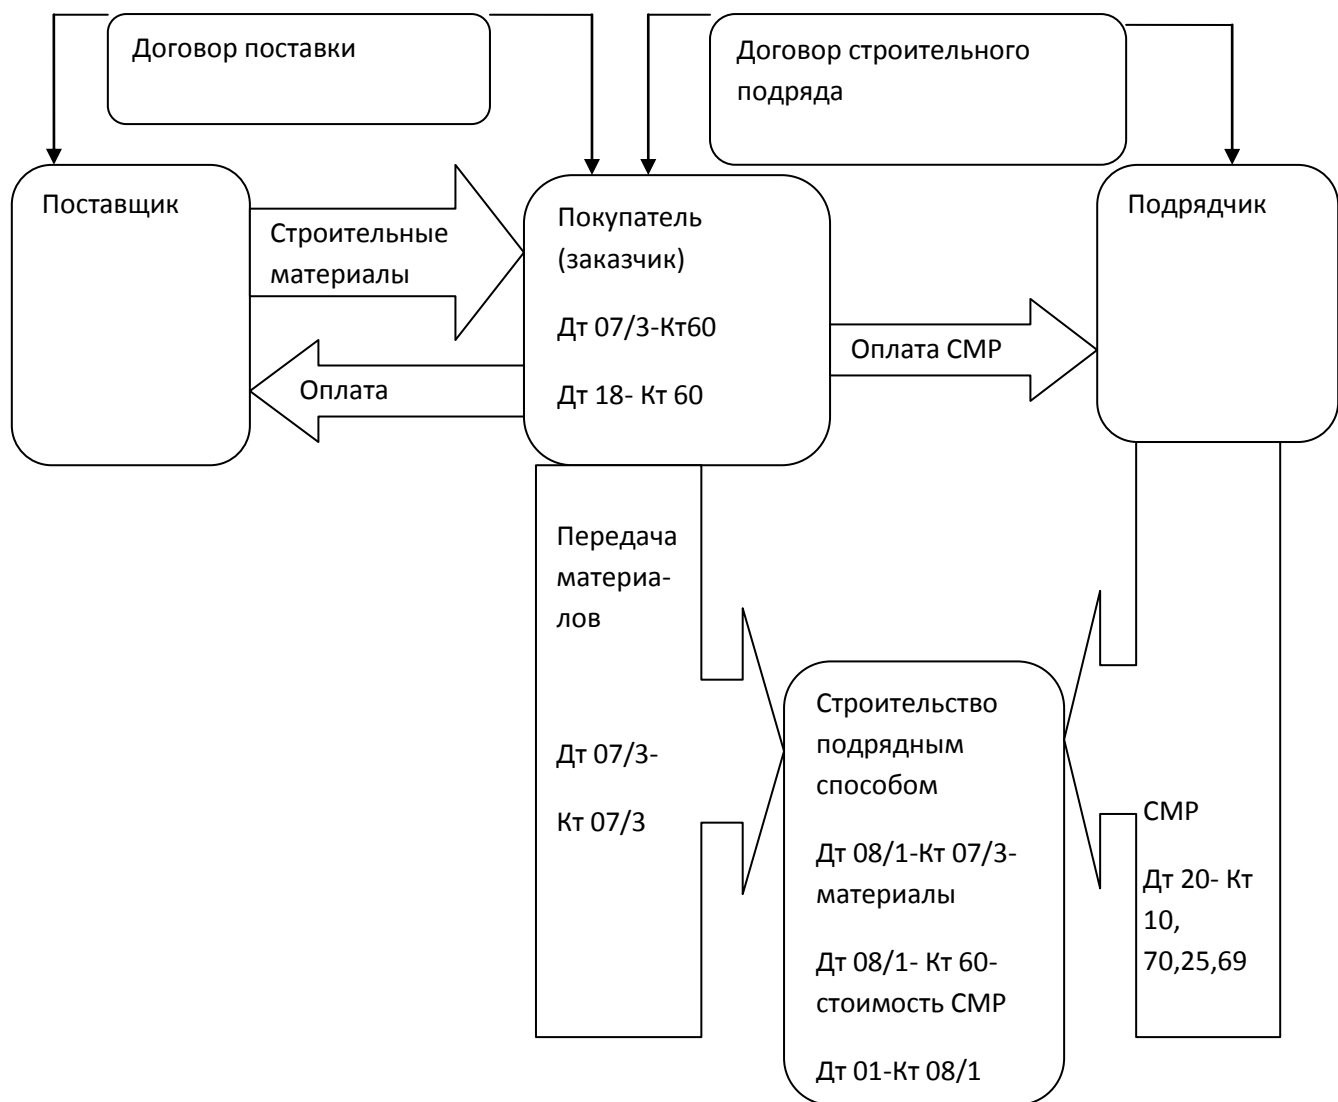 Договор поставки
Договор строительного
подряда
Поставщик
Строительные
материалы
Оплата
Покупатель
(заказчик)
Дт 07/3-Кт60
Дт 18- Кт 60
Оплата СМР
Подрядчик
Передача
материа-
лов
Дт 07/3-
Кт 07/3
Строительство
подрядным
способом
Дт 08/1-Кт 07/3-
материалы
Дт 08/1- Кт 60-
стоимость СМР
Дт 01-Кт 08/1
СМР
Дт 20- Кт
10,
70,25,69